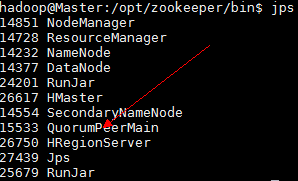 hadoop@Master:/opt/zookeeper/bin$ jps
14851 NodeManager
14728 ResourceManager
14232 NameNode
14377 DataNode
24201 RunJar
26617 HMaster
14554 SecondaryNameNode
15533 QuorumPeerMain
26750 HRegionServer
27439 Jps
25679 RunJar